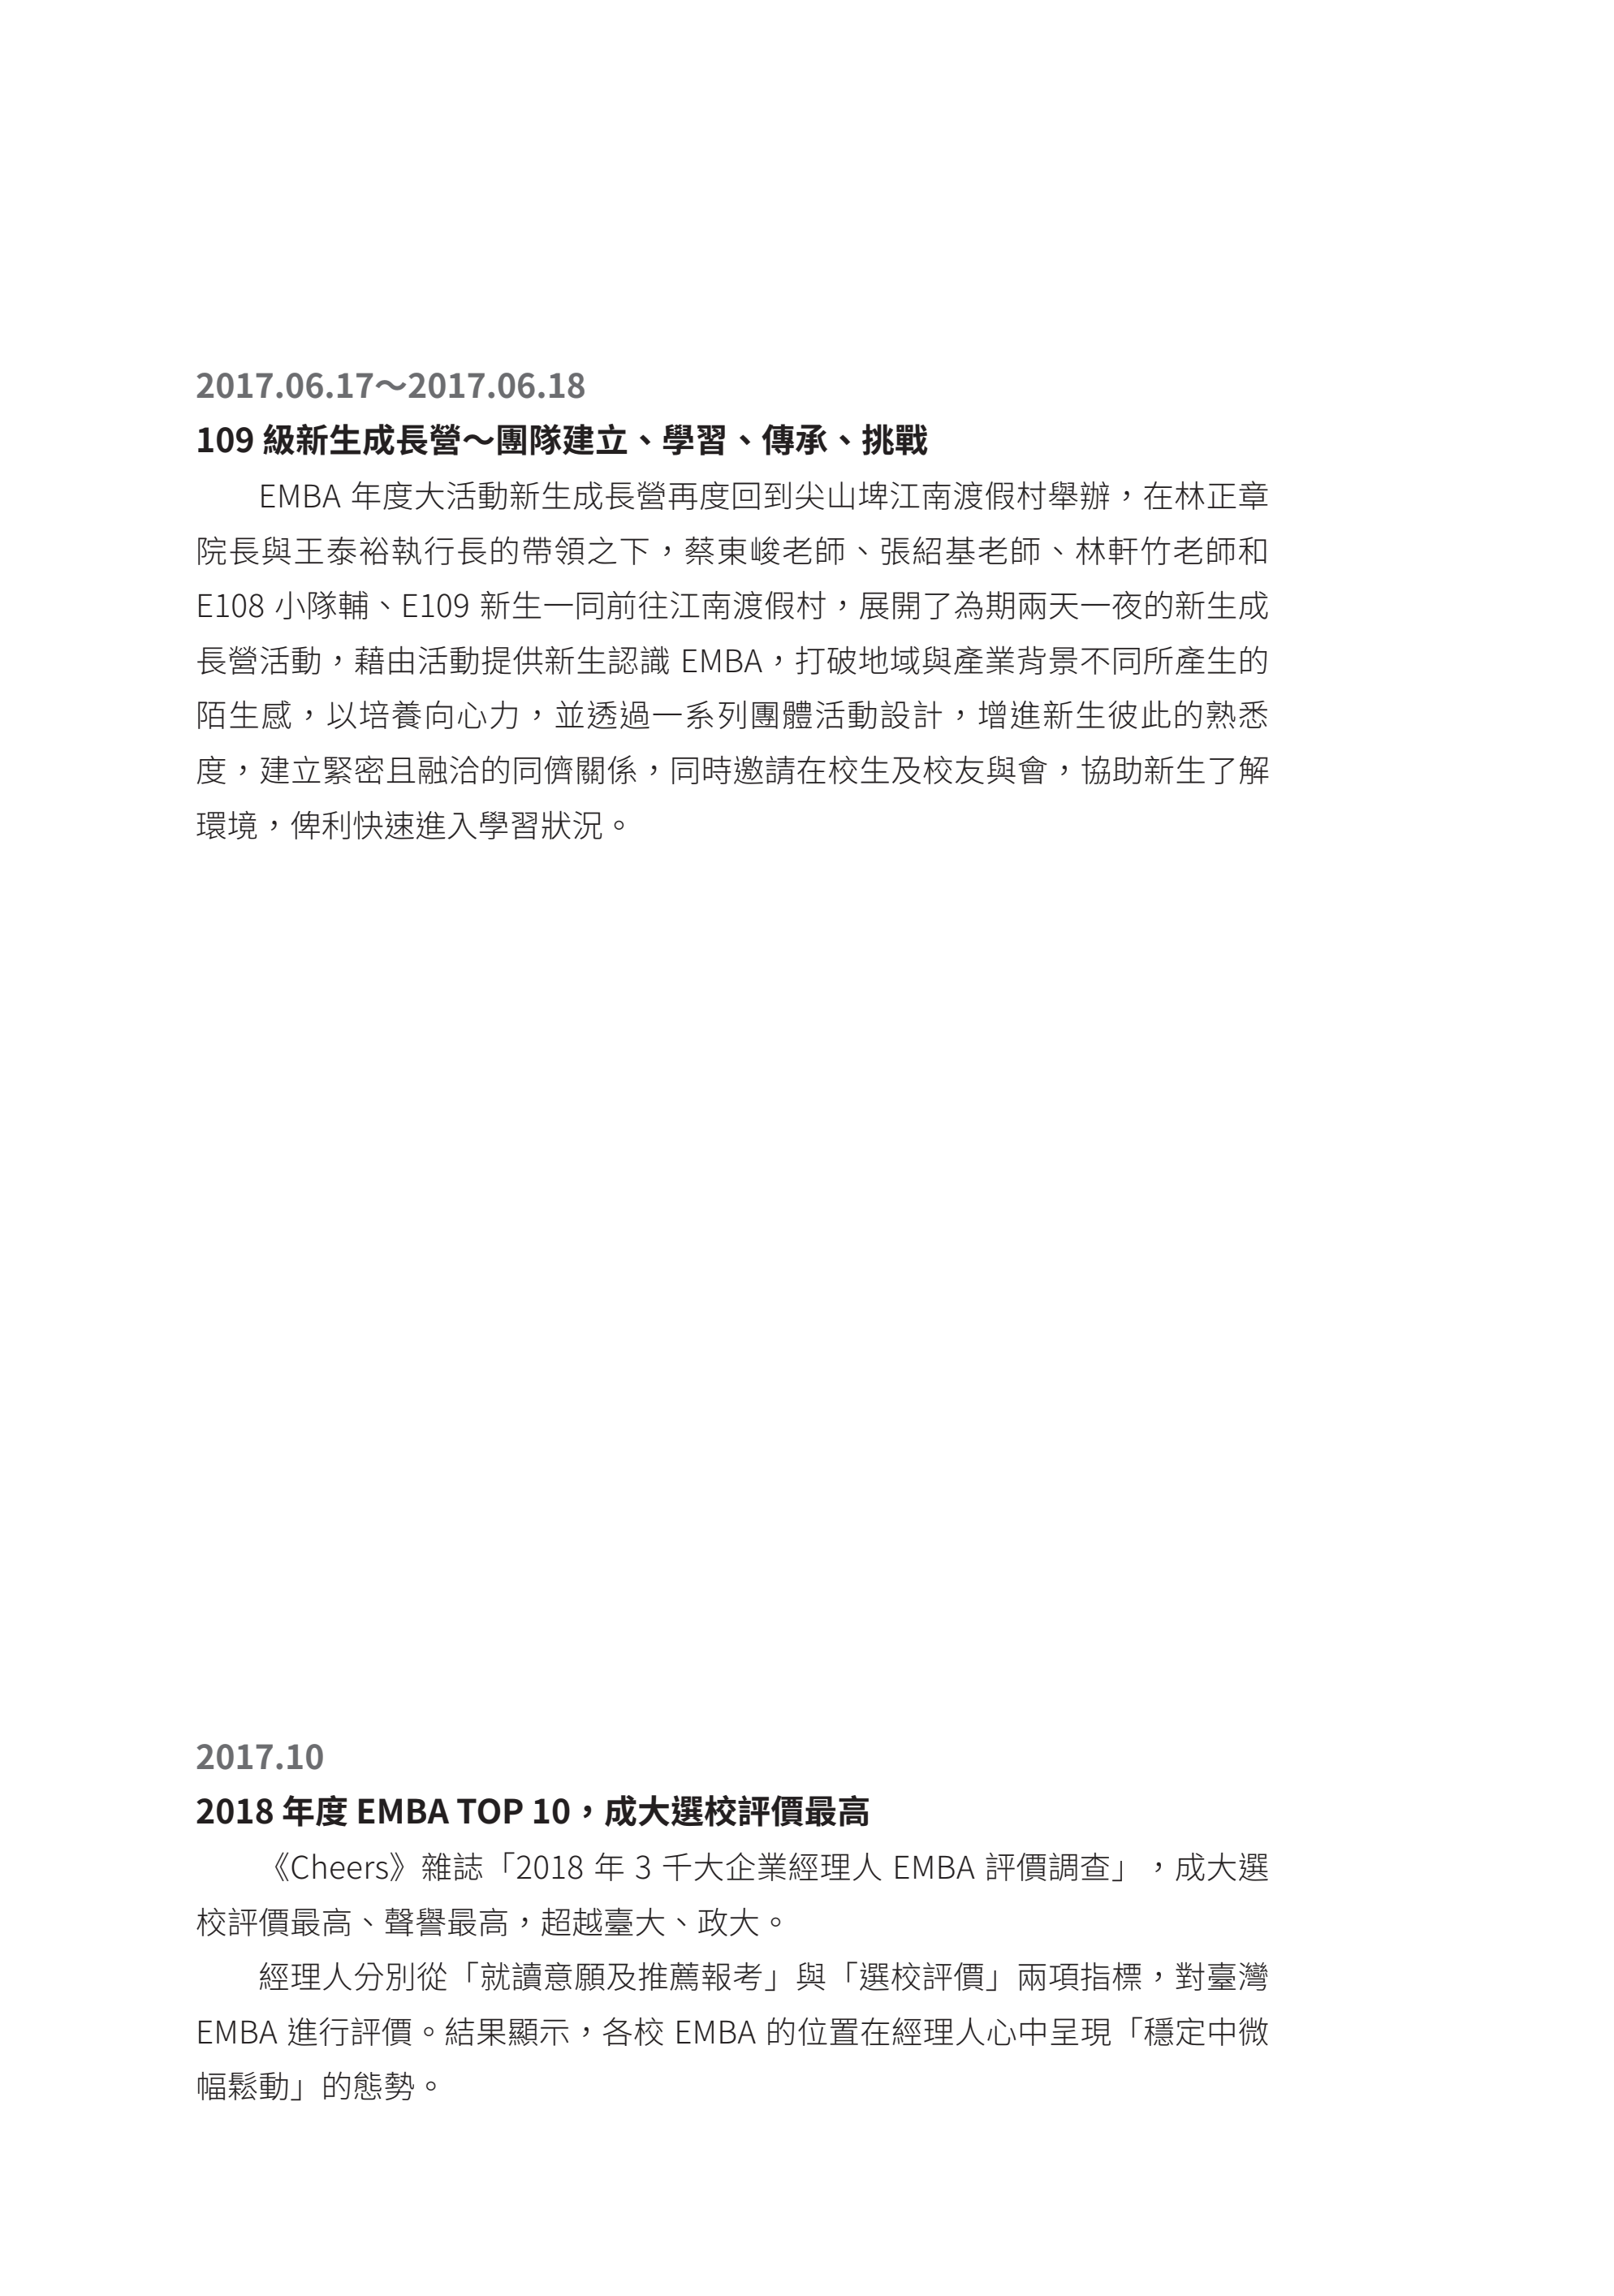 2017.06.17～2017.06.18
109 級新生成長營～團隊建立、學習、傳承、挑戰
EMBA 年度大活動新生成長營再度回到尖山埤江南渡假村舉辦，在林正章
院長與王泰裕執行長的帶領之下，蔡東峻老師、張紹基老師、林軒竹老師和
E108 小隊輔、E109 新生一同前往江南渡假村，展開了為期兩天一夜的新生成
長營活動，藉由活動提供新生認識 EMBA，打破地域與產業背景不同所產生的
陌生感，以培養向心力，並透過一系列團體活動設計，增進新生彼此的熟悉
度，建立緊密且融洽的同儕關係，同時邀請在校生及校友與會，協助新生了解
環境，俾利快速進入學習狀況。
2017.10
2018 年度 EMBA TOP 10，成大選校評價最高
《Cheers》雜誌「2018 年 3 千大企業經理人 EMBA 評價調查」，成大選
校評價最高、聲譽最高，超越臺大、政大。
經理人分別從「就讀意願及推薦報考」與「選校評價」兩項指標，對臺灣
EMBA 進行評價。結果顯示，各校 EMBA 的位置在經理人心中呈現「穩定中微
幅鬆動」的態勢。